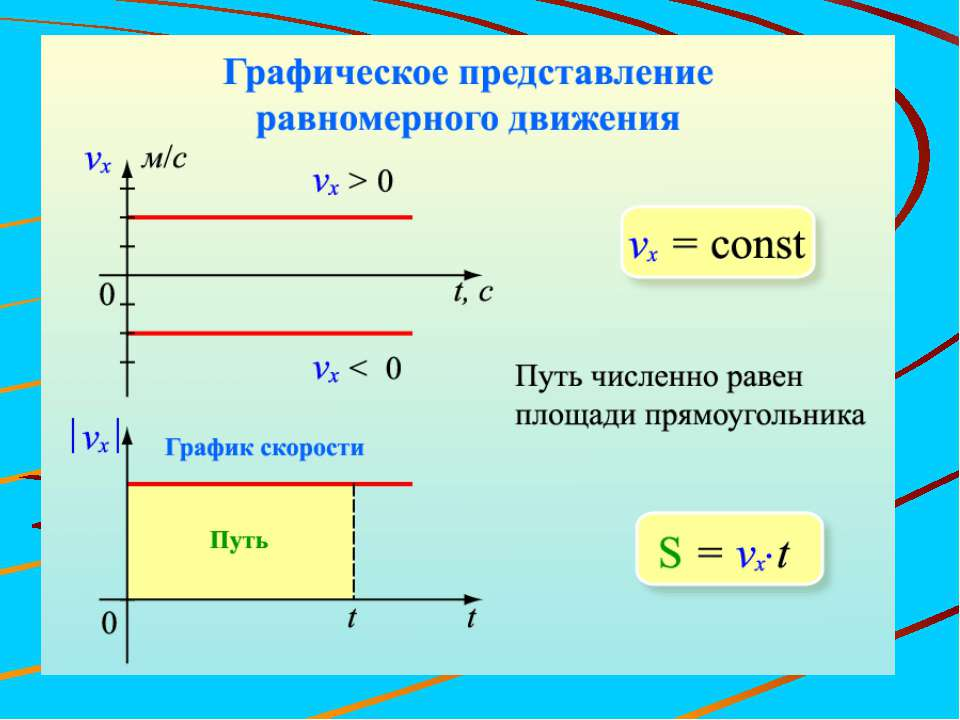 Графическое представление
равномерного движения
vₓ м/с
vₓ > 0
vₓ = const
0
t, с
vₓ < 0
Путь численно равен
площади прямоугольника
|vₓ|
График скорости
Путь
S = vₓ·t
0
t
t